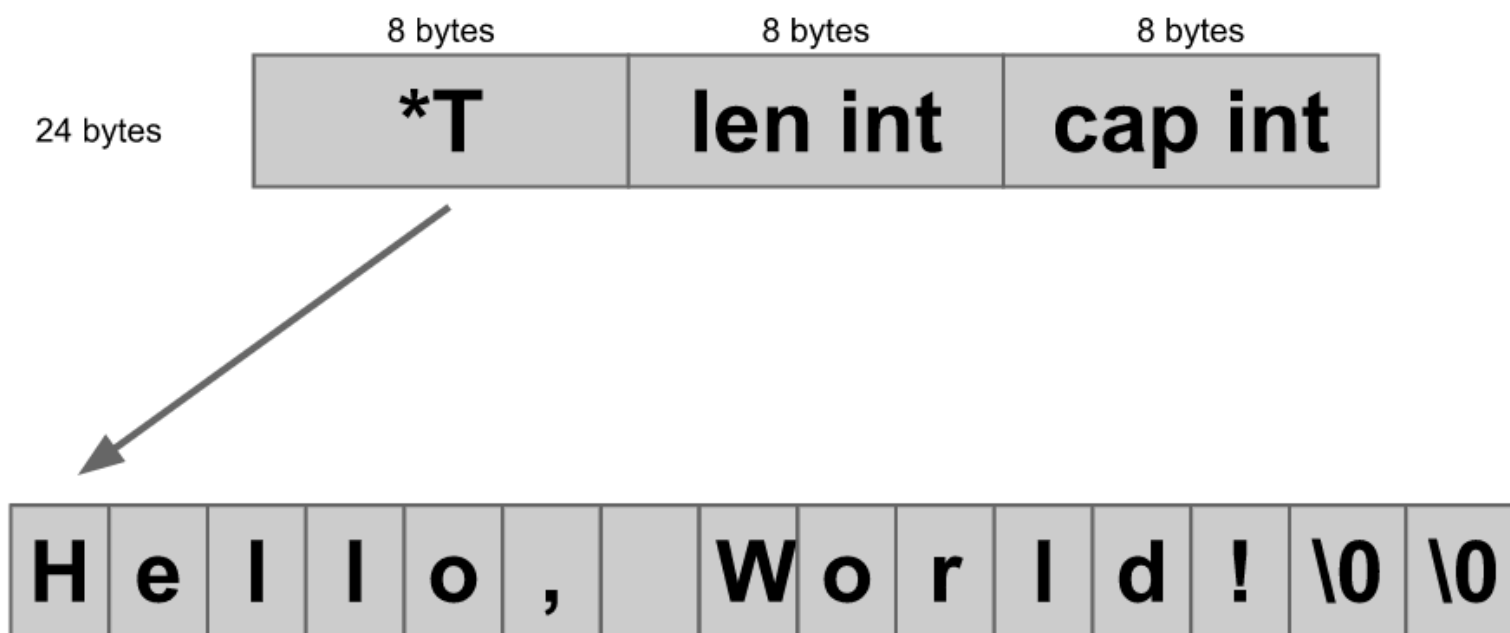 8 bytes 8 bytes 8 bytes
24 bytes *T len int cap int
H e l l o , W o r l d ! \0 \0